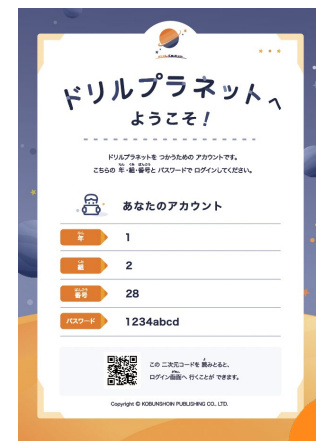 ドリルプラネットへ
ようこそ！
ドリルプラネットを つかうための アカウントです。
こちらの 年・組・番号と パスワードで ログインしてください。
あなたのアカウント
年 1
組 2
番号 28
パスワード 1234abcd
この 二次元コードを 読みとると、
ログイン画面へ 行くことが できます。
Copyright © KOBUNSHOIN PUBLISHING CO., LTD.